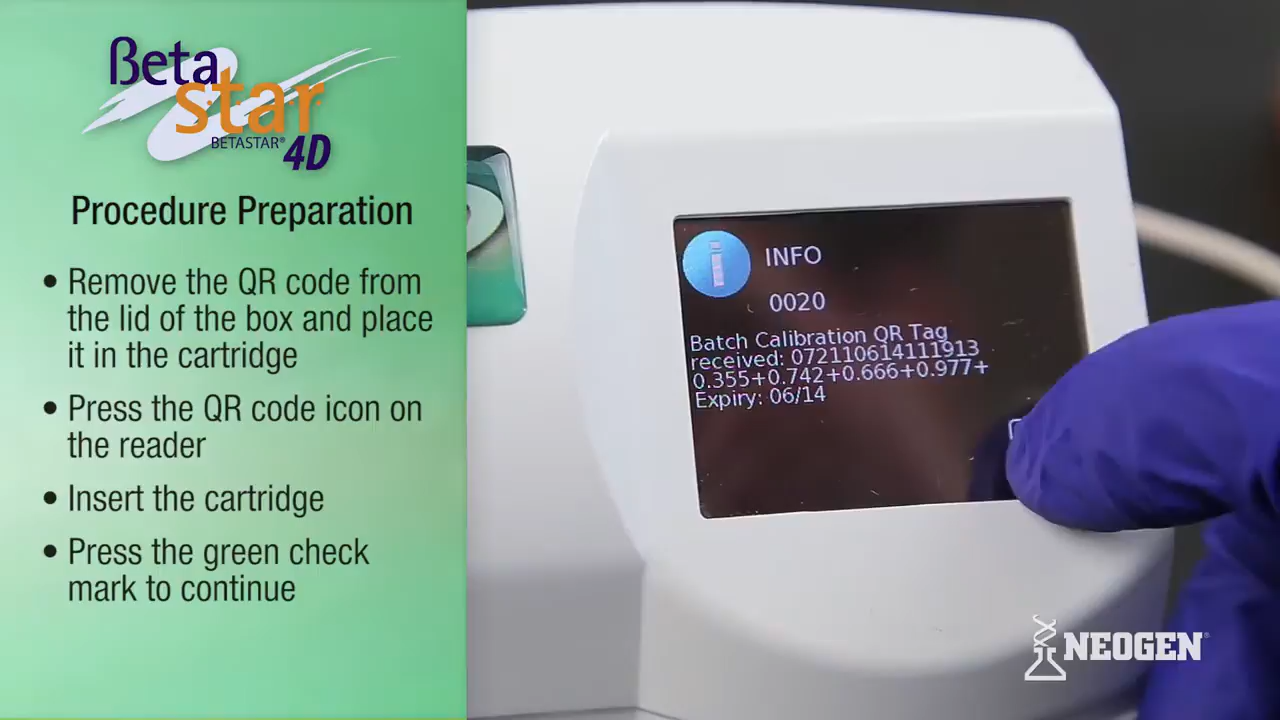 Beta
star
BETASTAR® 4D
Procedure Preparation
• Remove the QR code from
the lid of the box and place
it in the cartridge
• Press the QR code icon on
the reader
• Insert the cartridge
• Press the green check
mark to continue
i INFO
0020
Batch Calibration QR Tag
received: 072110614111913
0.355+0.742+0.666+0.977+
Expiry: 06/14
NEOGEN®